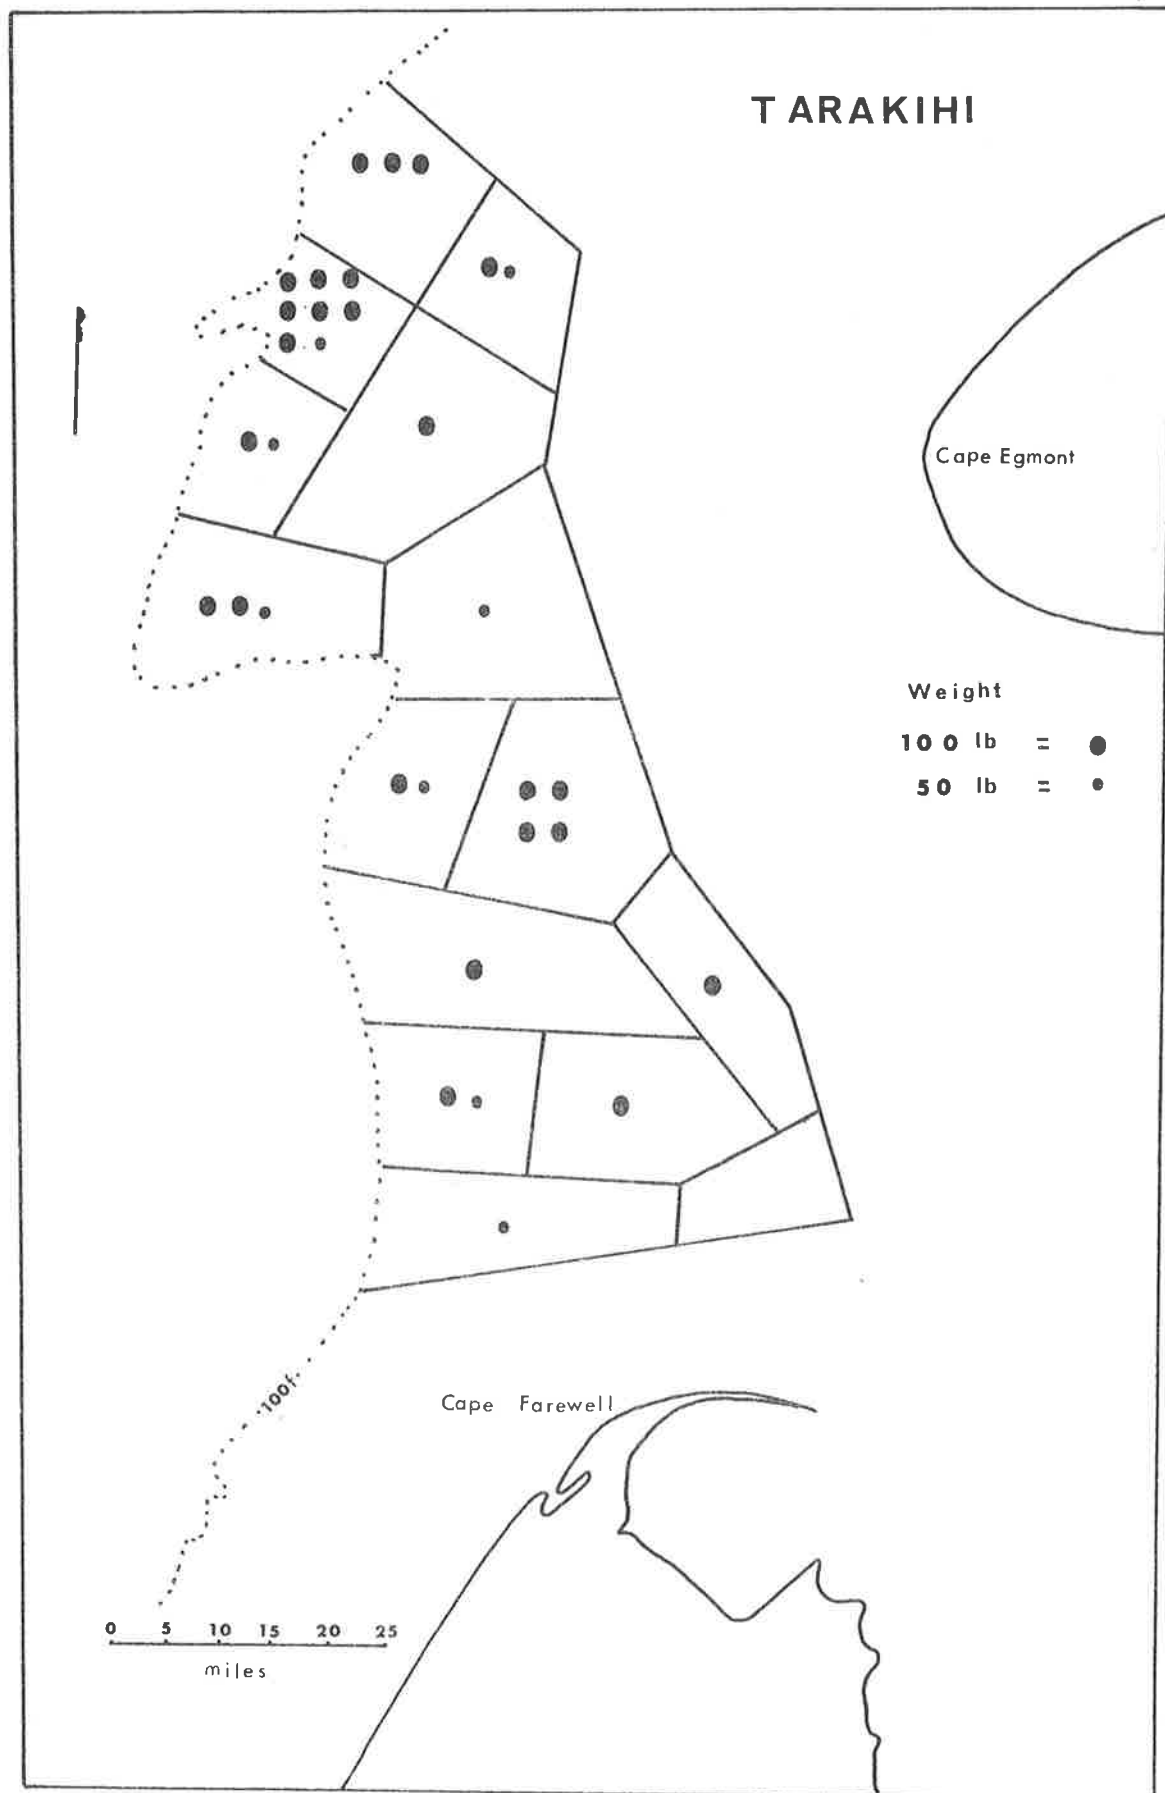 TARAKIHI
Cape Egmont
Weight
100 lb =
50 lb =
100f.
Cape Farewell
0 5 10 15 20 25
miles